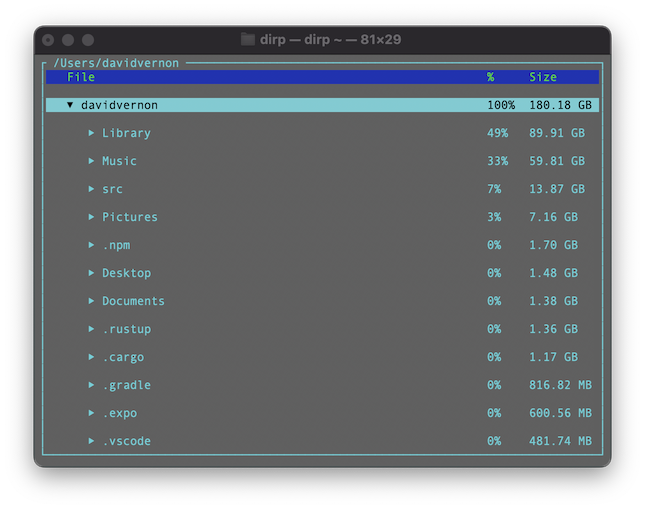 dirp — dirp ~ — 81×29
/Users/davidvernon
File % Size
▼ davidvernon 100% 180.18 GB
▶ Library 49% 89.91 GB
▶ Music 33% 59.81 GB
▶ src 7% 13.87 GB
▶ Pictures 3% 7.16 GB
▶ .npm 0% 1.70 GB
▶ Desktop 0% 1.48 GB
▶ Documents 0% 1.38 GB
▶ .rustup 0% 1.36 GB
▶ .cargo 0% 1.17 GB
▶ .gradle 0% 816.82 MB
▶ .expo 0% 600.56 MB
▶ .vscode 0% 481.74 MB